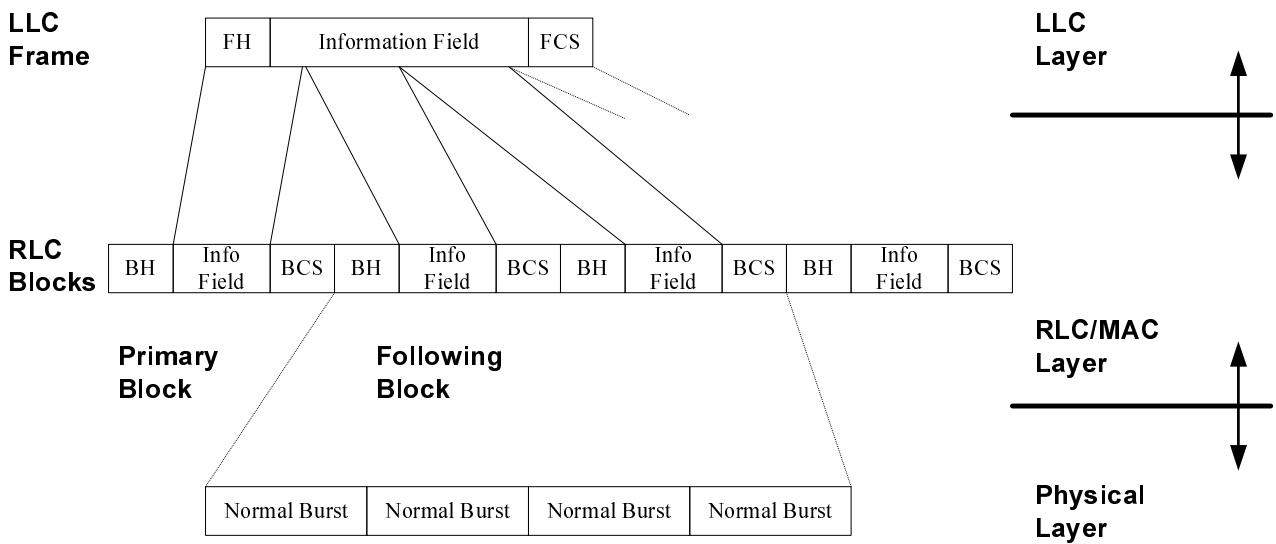 LLC
Frame
FH
Information Field
FCS
LLC
Layer
RLC
Blocks
BH
Info
Field
BCS
BH
Info
Field
BCS
BH
Info
Field
BCS
BH
Info
Field
BCS
Primary
Block
Following
Block
RLC/MAC
Layer
Normal Burst
Normal Burst
Normal Burst
Normal Burst
Physical
Layer